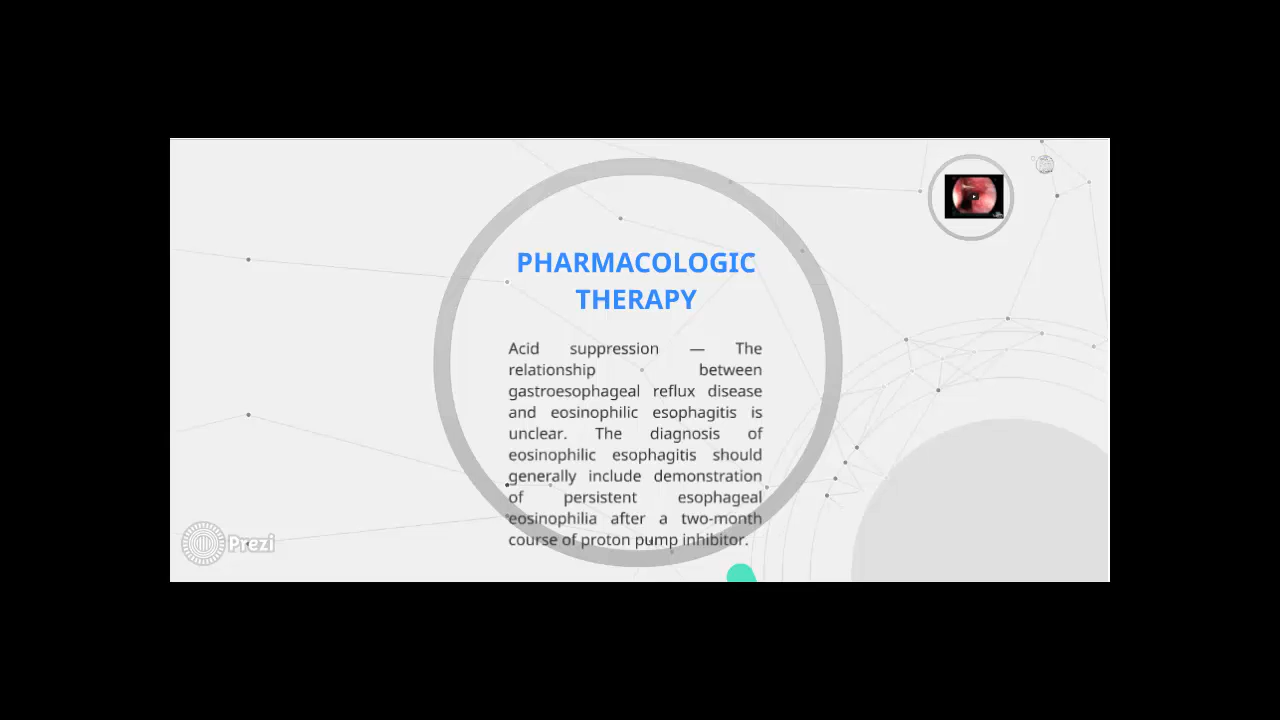 PHARMACOLOGIC
THERAPY
Acid suppression — The
relationship between
gastroesophageal reflux disease
and eosinophilic esophagitis is
unclear. The diagnosis of
eosinophilic esophagitis should
generally include demonstration
of persistent esophageal
eosinophilia after a two-month
course of proton pump inhibitor.
Prezi